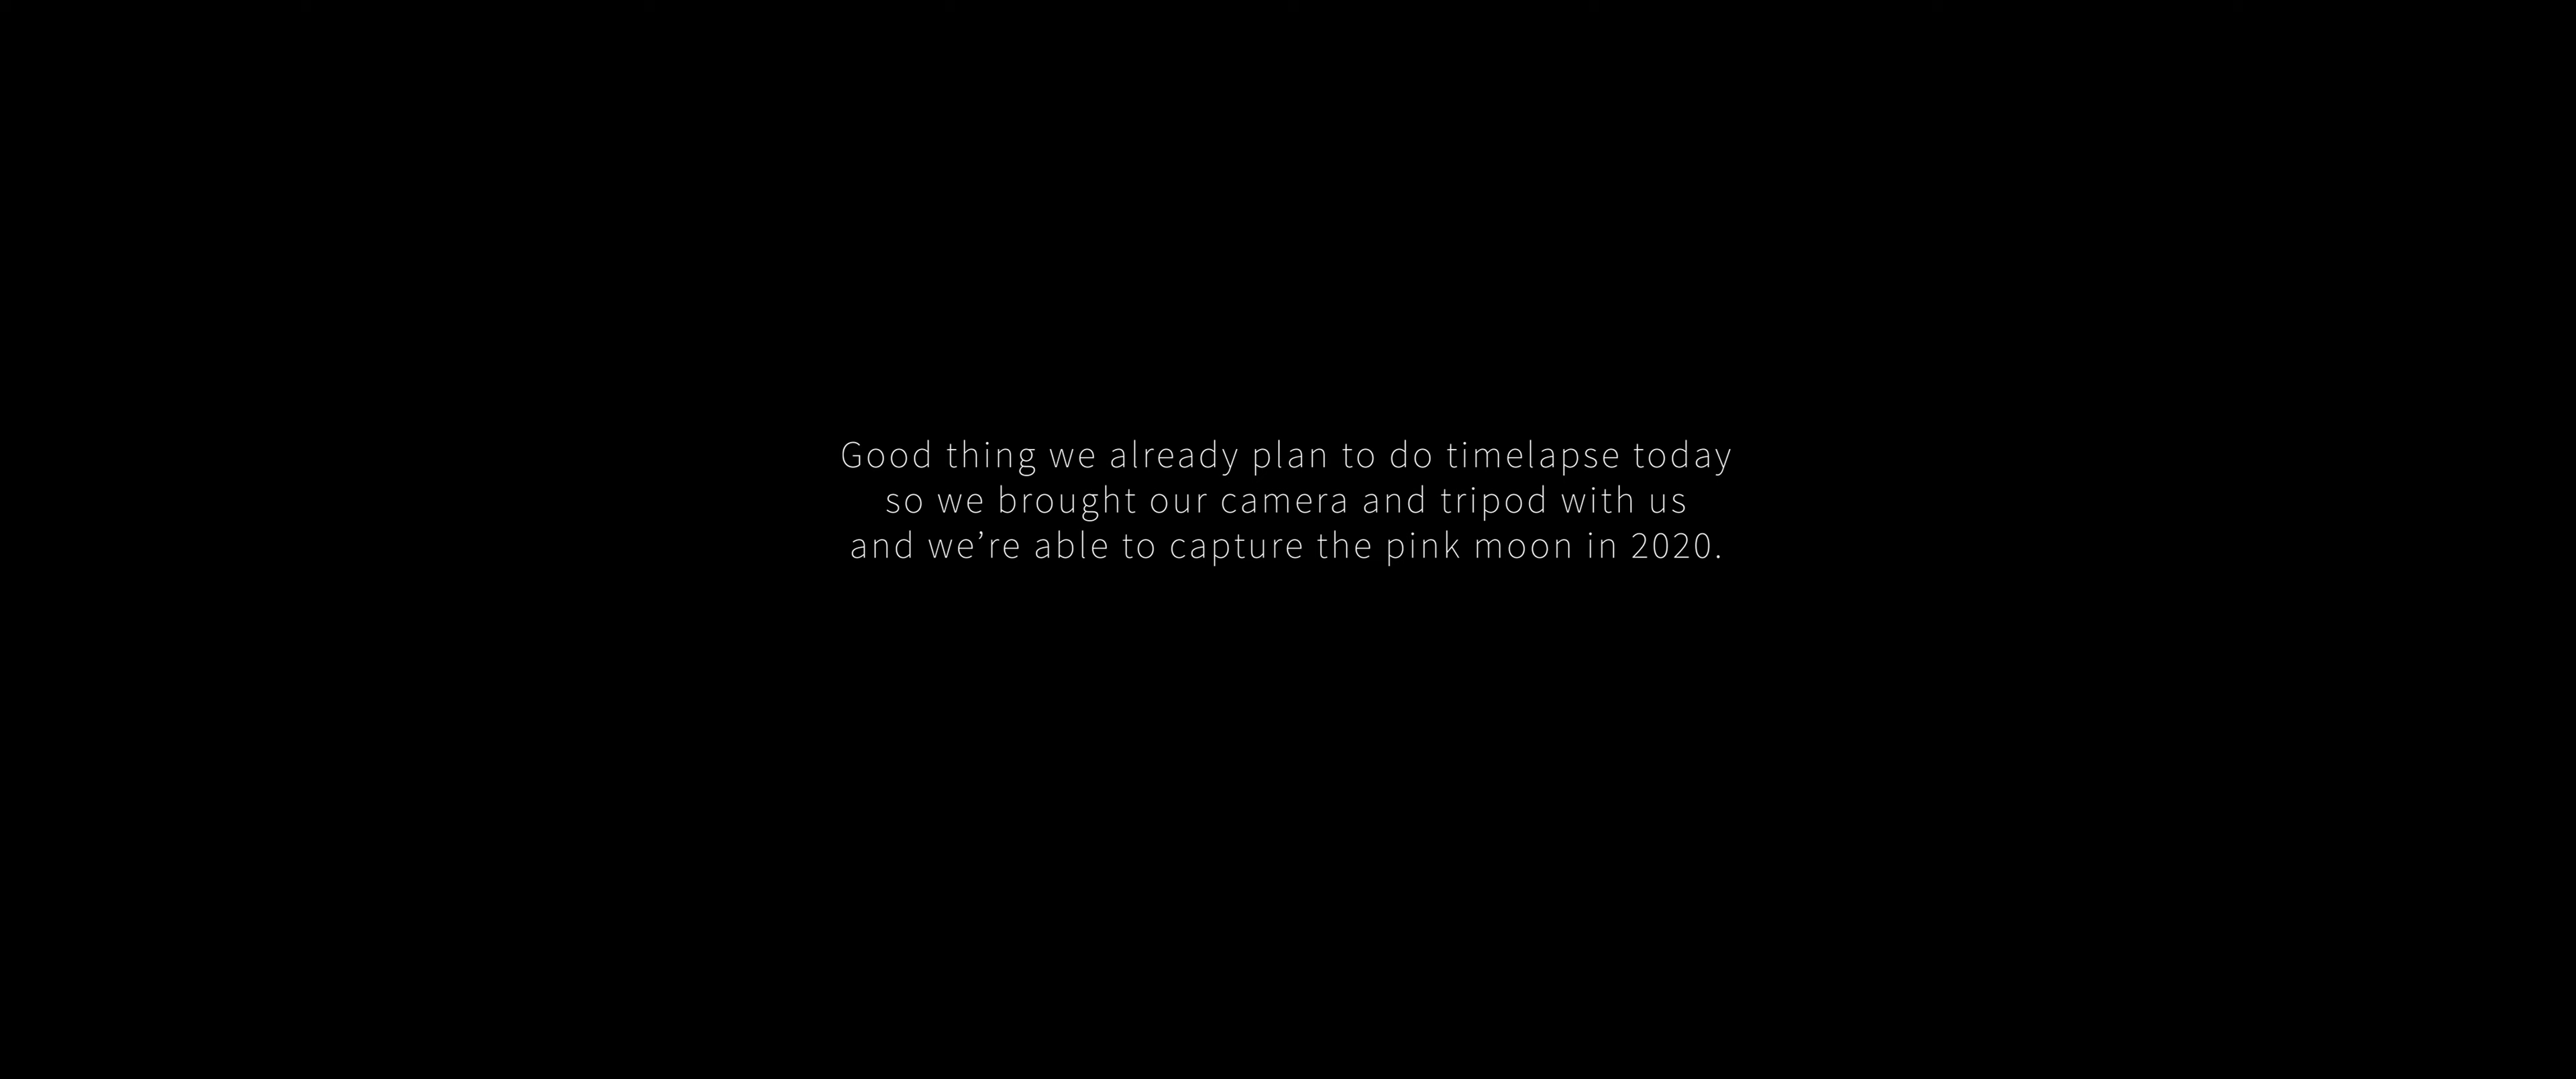 Good thing we already plan to do timelapse today
so we brought our camera and tripod with us
and we’re able to capture the pink moon in 2020.